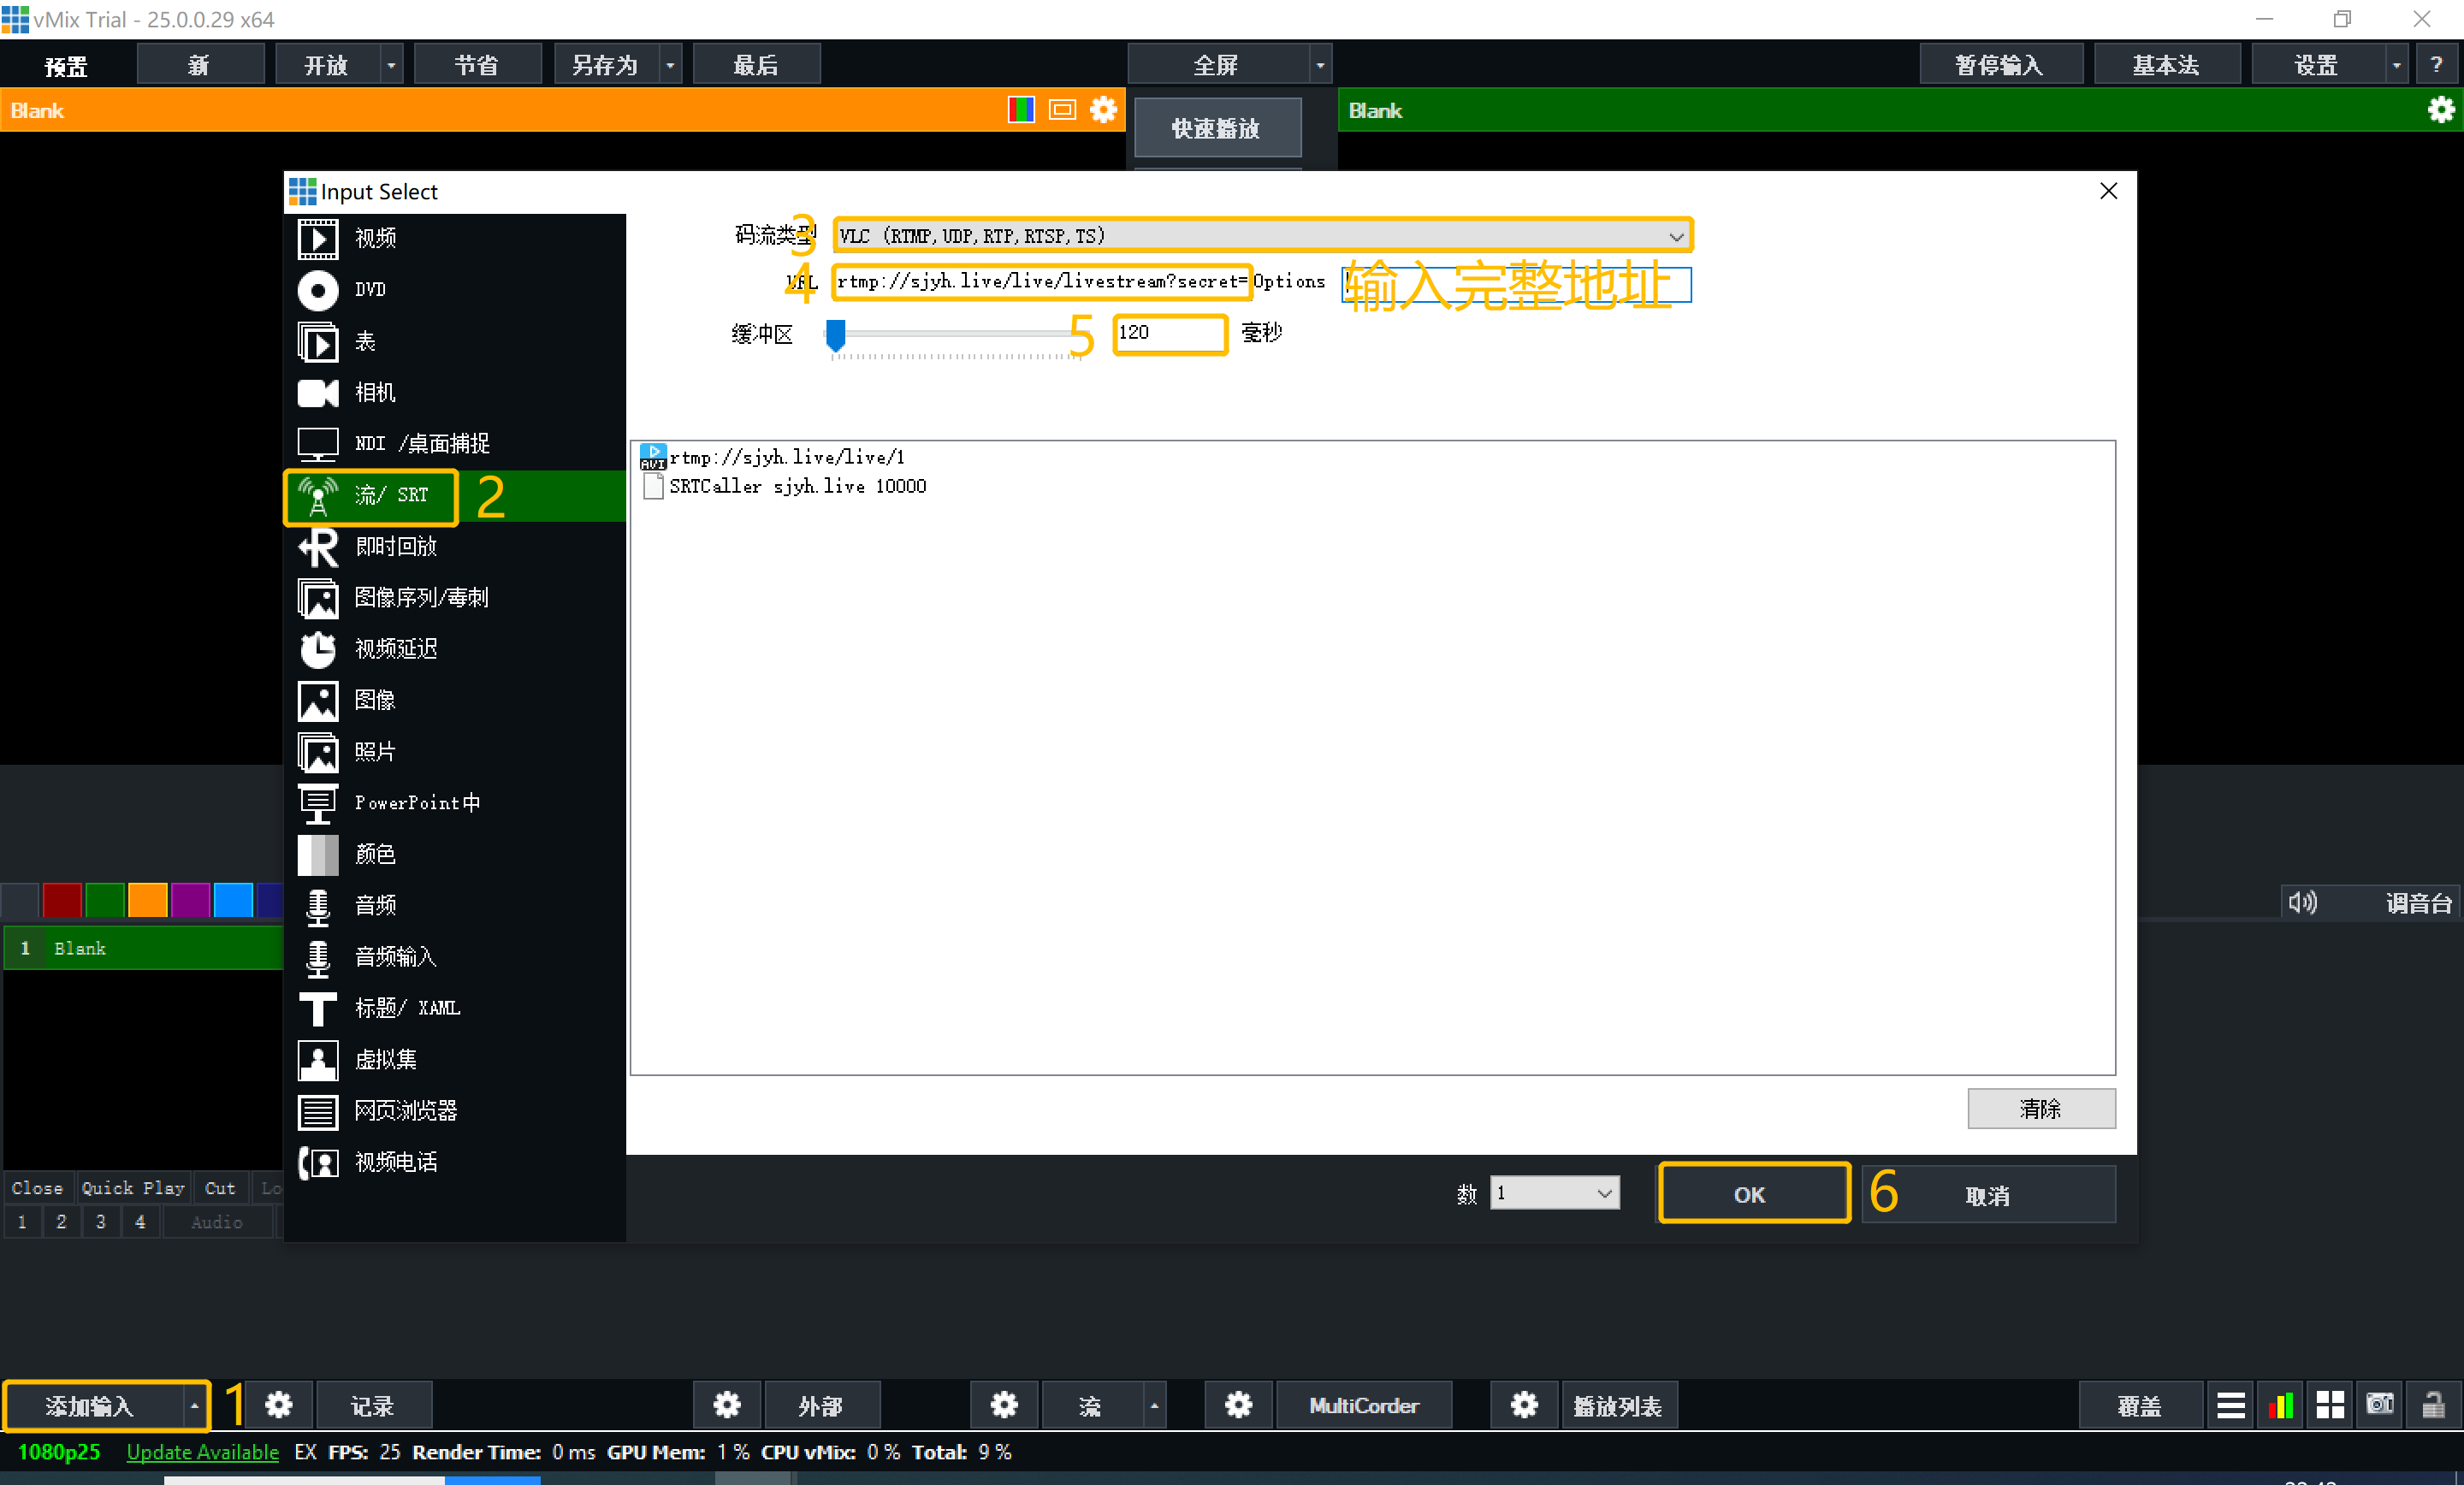 vMix Trial - 25.0.0.29 x64
预置 新 开放 节省 另存为 最后 全屏 暂停输入 基本法 设置 ?
Blank
快速播放
Blank
Input Select
视频
DVD
表
相机
NDI /桌面捕捉
流/ SRT 2
即时回放
图像序列/毒刺
视频延迟
图像
照片
PowerPoint中
颜色
音频
音频输入
标题/ XAML
虚拟集
网页浏览器
视频电话
码流类型 3 VLC (RTMP,UDP,RTP,RTSP,TS)
URL 4 rtmp://sjyh.live/live/livestream?secret= Options 输入完整地址
缓冲区 5 120 毫秒
rtmp://sjyh.live/live/1
SRTCaller sjyh.live 10000
清除
数 1 OK 6 取消
调音台
1 Blank
Close Quick Play Cut
1 2 3 4 Audio
添加输入 1 记录 外部 流 MultiCorder 播放列表 覆盖
1080p25 Update Available EX FPS: 25 Render Time: 0 ms GPU Mem: 1 % CPU vMix: 0 % Total: 9 %